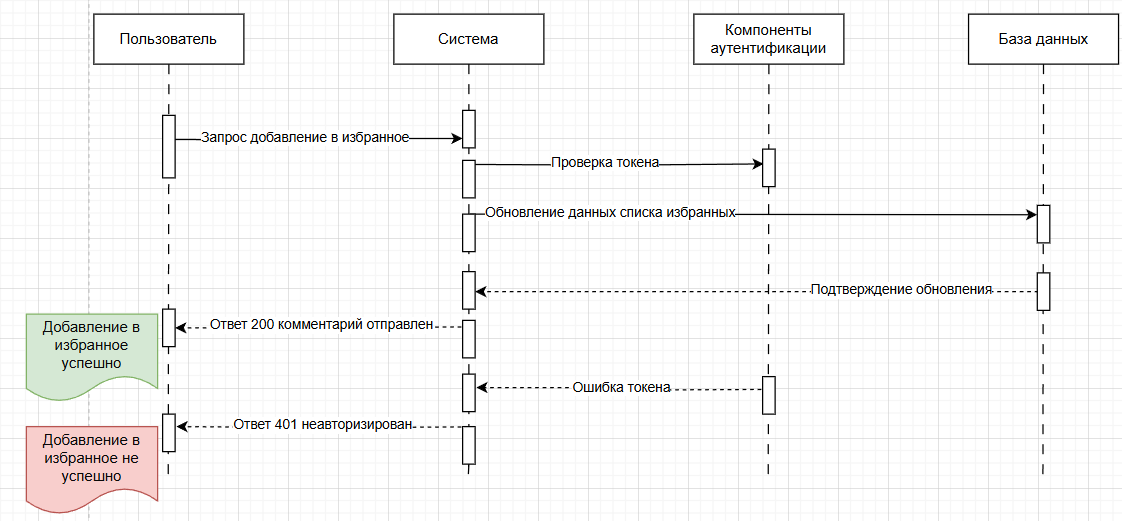 Пользователь
Система
Компоненты
аутентификации
База данных
Запрос добавление в избранное
Проверка токена
Обновление данных списка избранных
Подтверждение обновления
Ответ 200 комментарий отправлен
Добавление в
избранное
успешно
Ошибка токена
Ответ 401 неавторизирован
Добавление в
избранное не
успешно